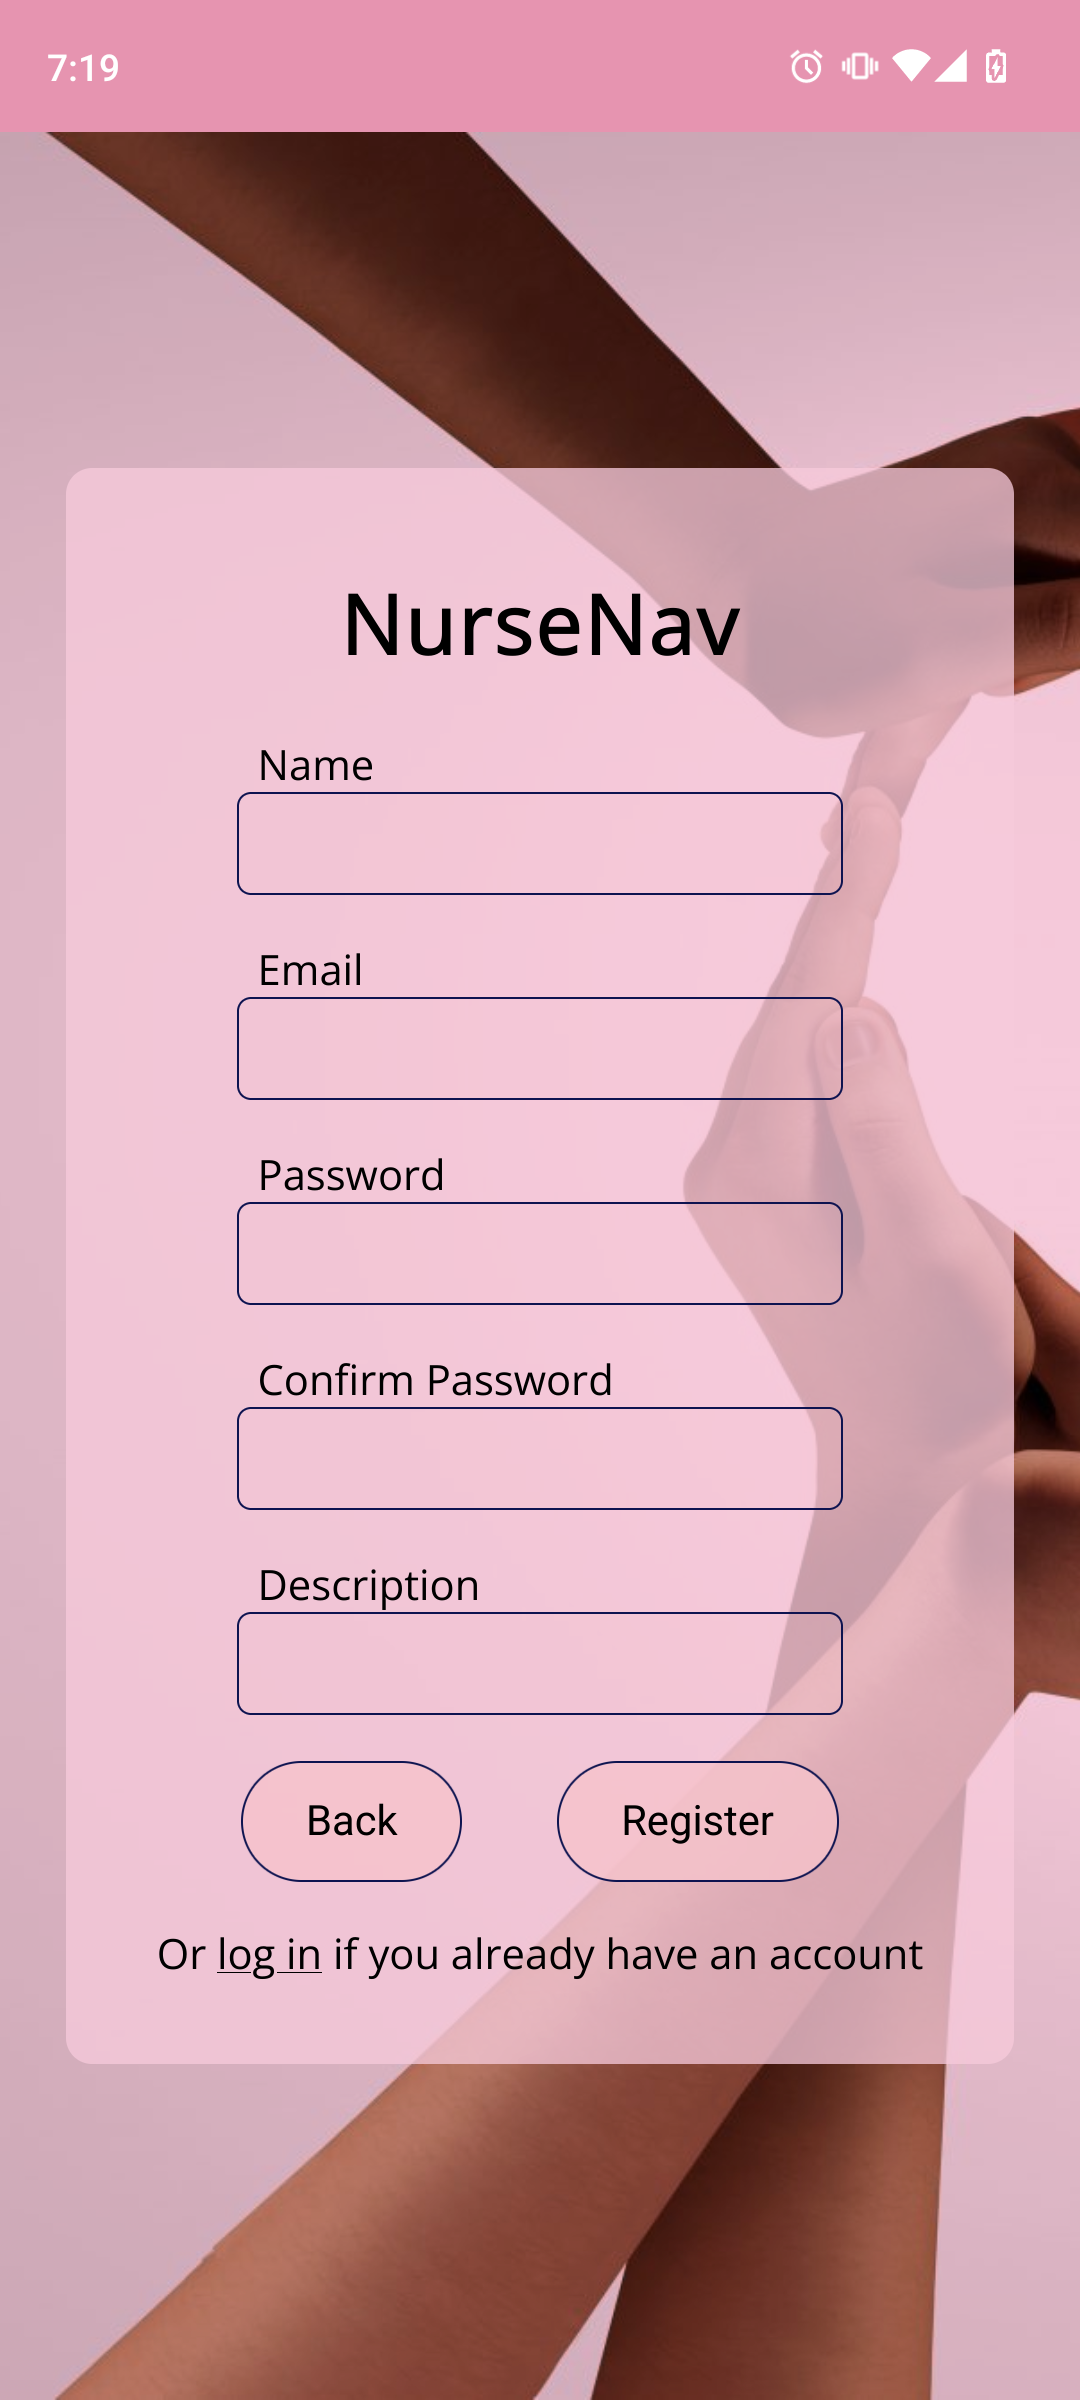 7:19
NurseNav
Name
Email
Password
Confirm Password
Description
Back Register
Or log in if you already have an account